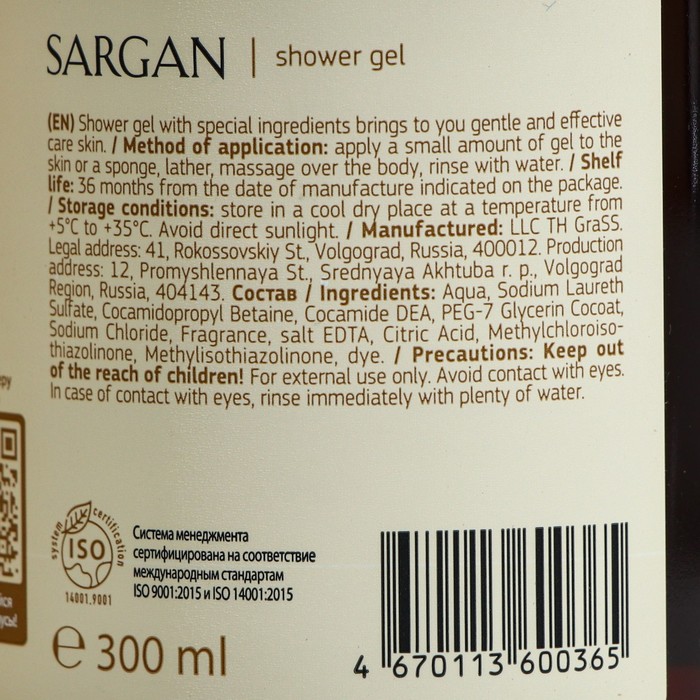 SARGAN | shower gel
(EN) Shower gel with special ingredients brings to you gentle and effective
care skin. / Method of application: apply a small amount of gel to the
skin or a sponge, lather, massage over the body, rinse with water. / Shelf
life: 36 months from the date of manufacture indicated on the package.
/ Storage conditions: store in a cool dry place at a temperature from
+5°C to +35°C. Avoid direct sunlight. / Manufactured: LLC TH GraSS.
Legal address: 41, Rokossovskiy St., Volgograd, Russia, 400012. Production
address: 12, Promyshlennaya St., Srednyaya Akhtuba r. p., Volgograd
Region, Russia, 404143. Состав / Ingredients: Aqua, Sodium Laureth
Sulfate, Cocamidopropyl Betaine, Cocamide DEA, PEG-7 Glycerin Cocoat,
Sodium Chloride, Fragrance, salt EDTA, Citric Acid, Methylchloroiso-
thiazolinone, Methylisothiazolinone, dye. / Precautions: Keep out
of the reach of children! For external use only. Avoid contact with eyes.
In case of contact with eyes, rinse immediately with plenty of water.
system certification
ISO
14001.9001
Система менеджмента
сертифицирована на соответствие
международным стандартам
ISO 9001:2015 и ISO 14001:2015
e 300 ml
4 670113 600365